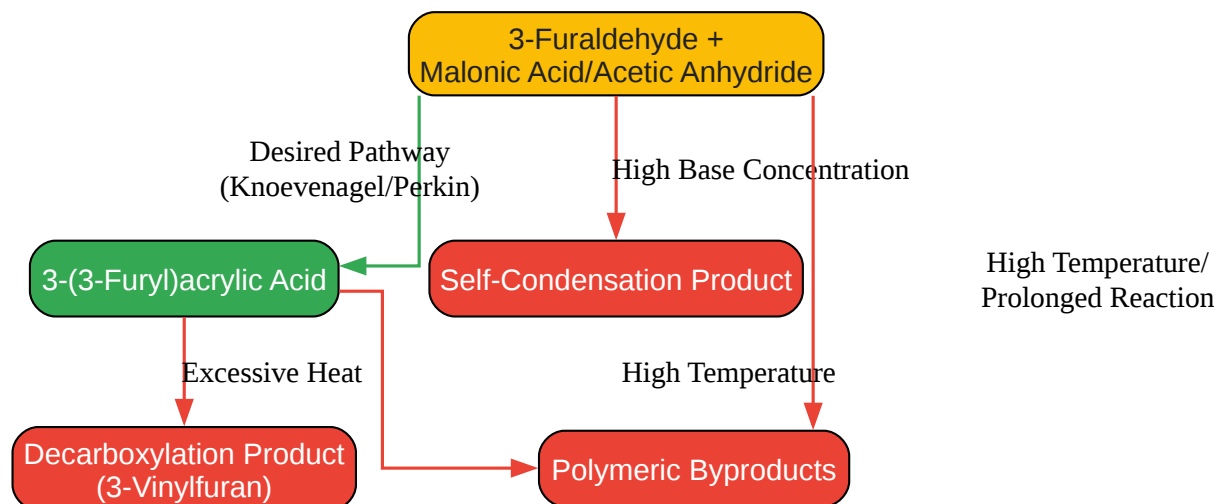 3-Furaldehyde +
Malonic Acid/Acetic Anhydride
Desired Pathway
(Knoevenagel/Perkin)
High Base Concentration
3-(3-Furyl)acrylic Acid
Self-Condensation Product
High Temperature/
Prolonged Reaction
Excessive Heat
High Temperature
Decarboxylation Product
(3-Vinylfuran)
Polymeric Byproducts